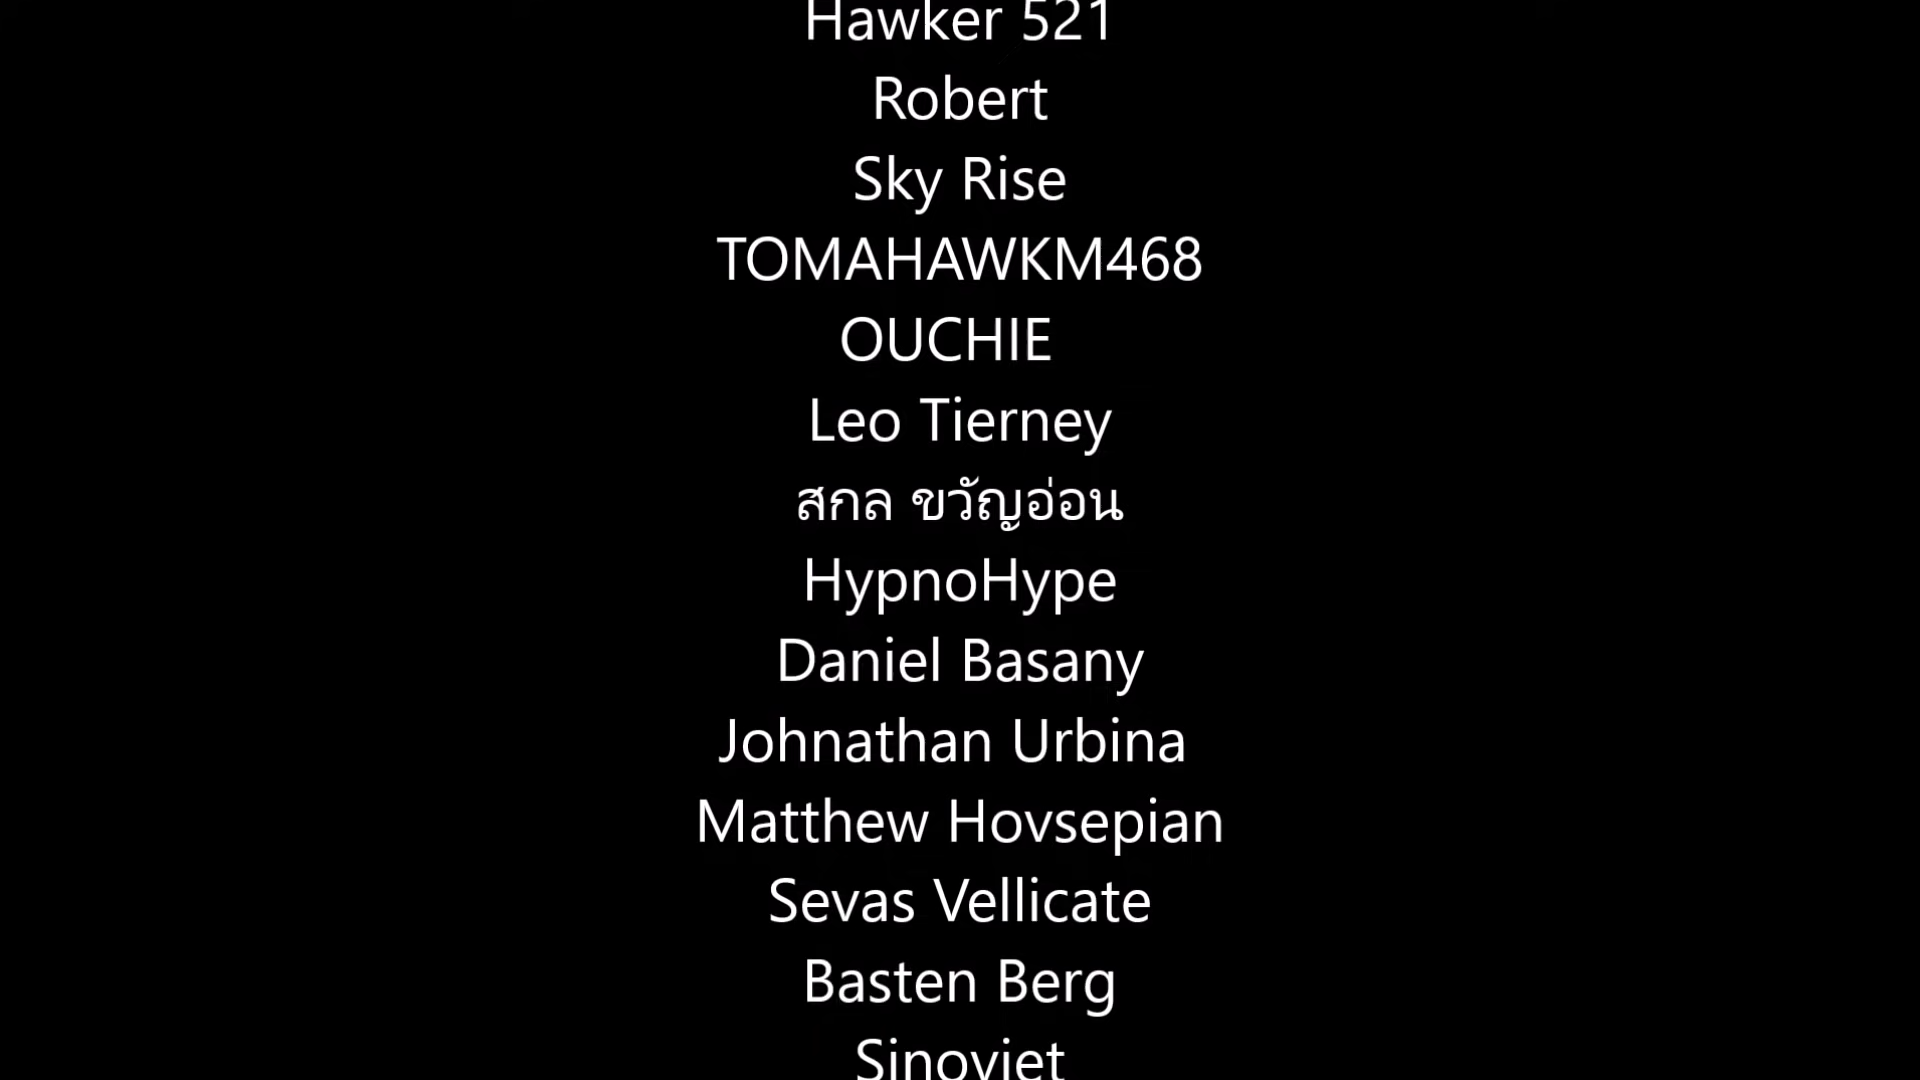 Hawker 521
Robert
Sky Rise
TOMAHAWKM468
OUCHIE
Leo Tierney
สกล ขวัญอ่อน
HypnoHype
Daniel Basany
Johnathan Urbina
Matthew Hovsepian
Sevas Vellicate
Basten Berg
Sinoviet